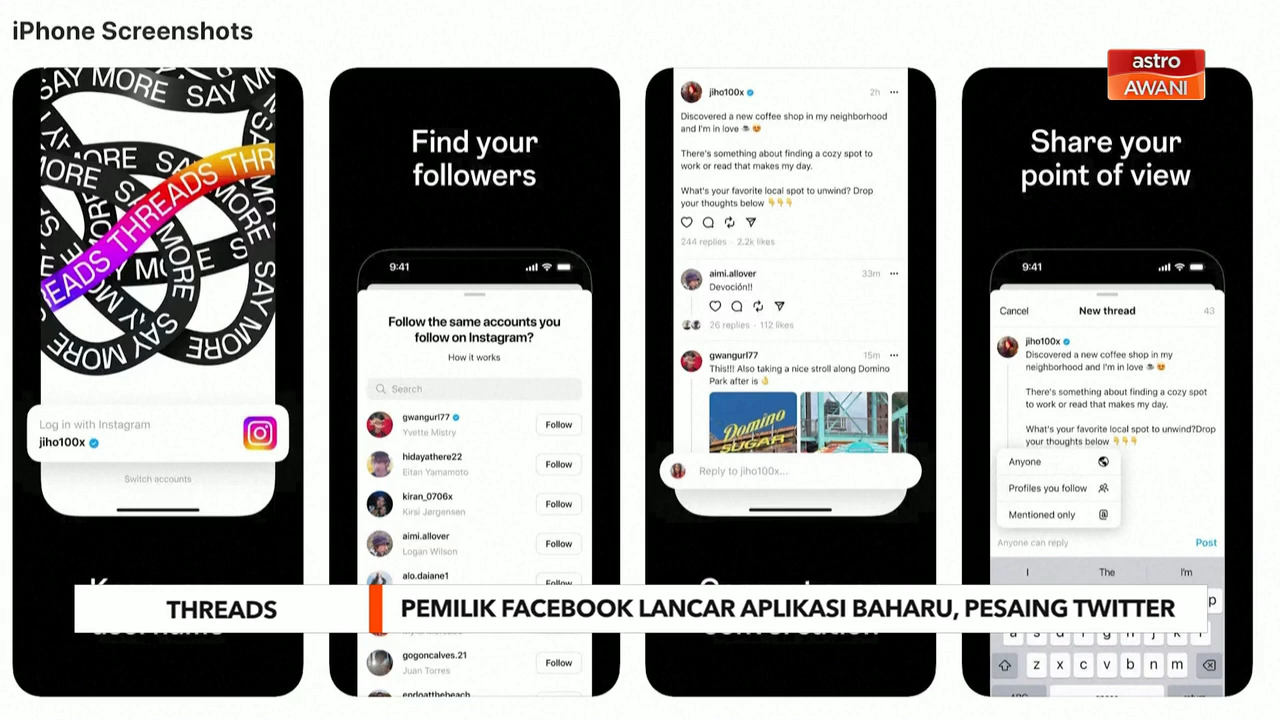 iPhone Screenshots
astro
AWANI
SAY MORE SAY MORE
THREADS THREADS THR
SAY MORE
Log in with Instagram
jiho100x
Switch accounts
Find your
followers
9:41
Follow the same accounts you
follow on Instagram?
How it works
Search
gwangurl77
Yvette Mistry
Follow
hidayathere22
Eitan Yamamoto
Follow
kiran_0706x
Kirsi Jørgensen
Follow
aimi.allover
Logan Wilson
Follow
alo.daiane1
Follow
gogoncalves.21
Juan Torres
Follow
endoatthebeach
jiho100x 2h
Discovered a new coffee shop in my neighborhood
and I'm in love ☕😍
There's something about finding a cozy spot to
work or read that makes my day.
What's your favorite local spot to unwind? Drop
your thoughts below 👇👇👇
244 replies · 2.2k likes
aimi.allover 33m
Devoción!!
26 replies · 112 likes
gwangurl77 15m
This!!! Also taking a nice stroll along Domino
Park after is 👌
Domino
SUGAR
Reply to jiho100x...
Share your
point of view
9:41
Cancel New thread 43
jiho100x
Discovered a new coffee shop in my
neighborhood and I'm in love ☕😍
There's something about finding a cozy spot
to work or read that makes my day.
What's your favorite local spot to unwind?Drop
your thoughts below 👇👇👇
Anyone
Profiles you follow
Mentioned only
Anyone can reply Post
I The I'm
p
a s d f g h j k l
z x c v b n m
THREADS
PEMILIK FACEBOOK LANCAR APLIKASI BAHARU, PESAING TWITTER